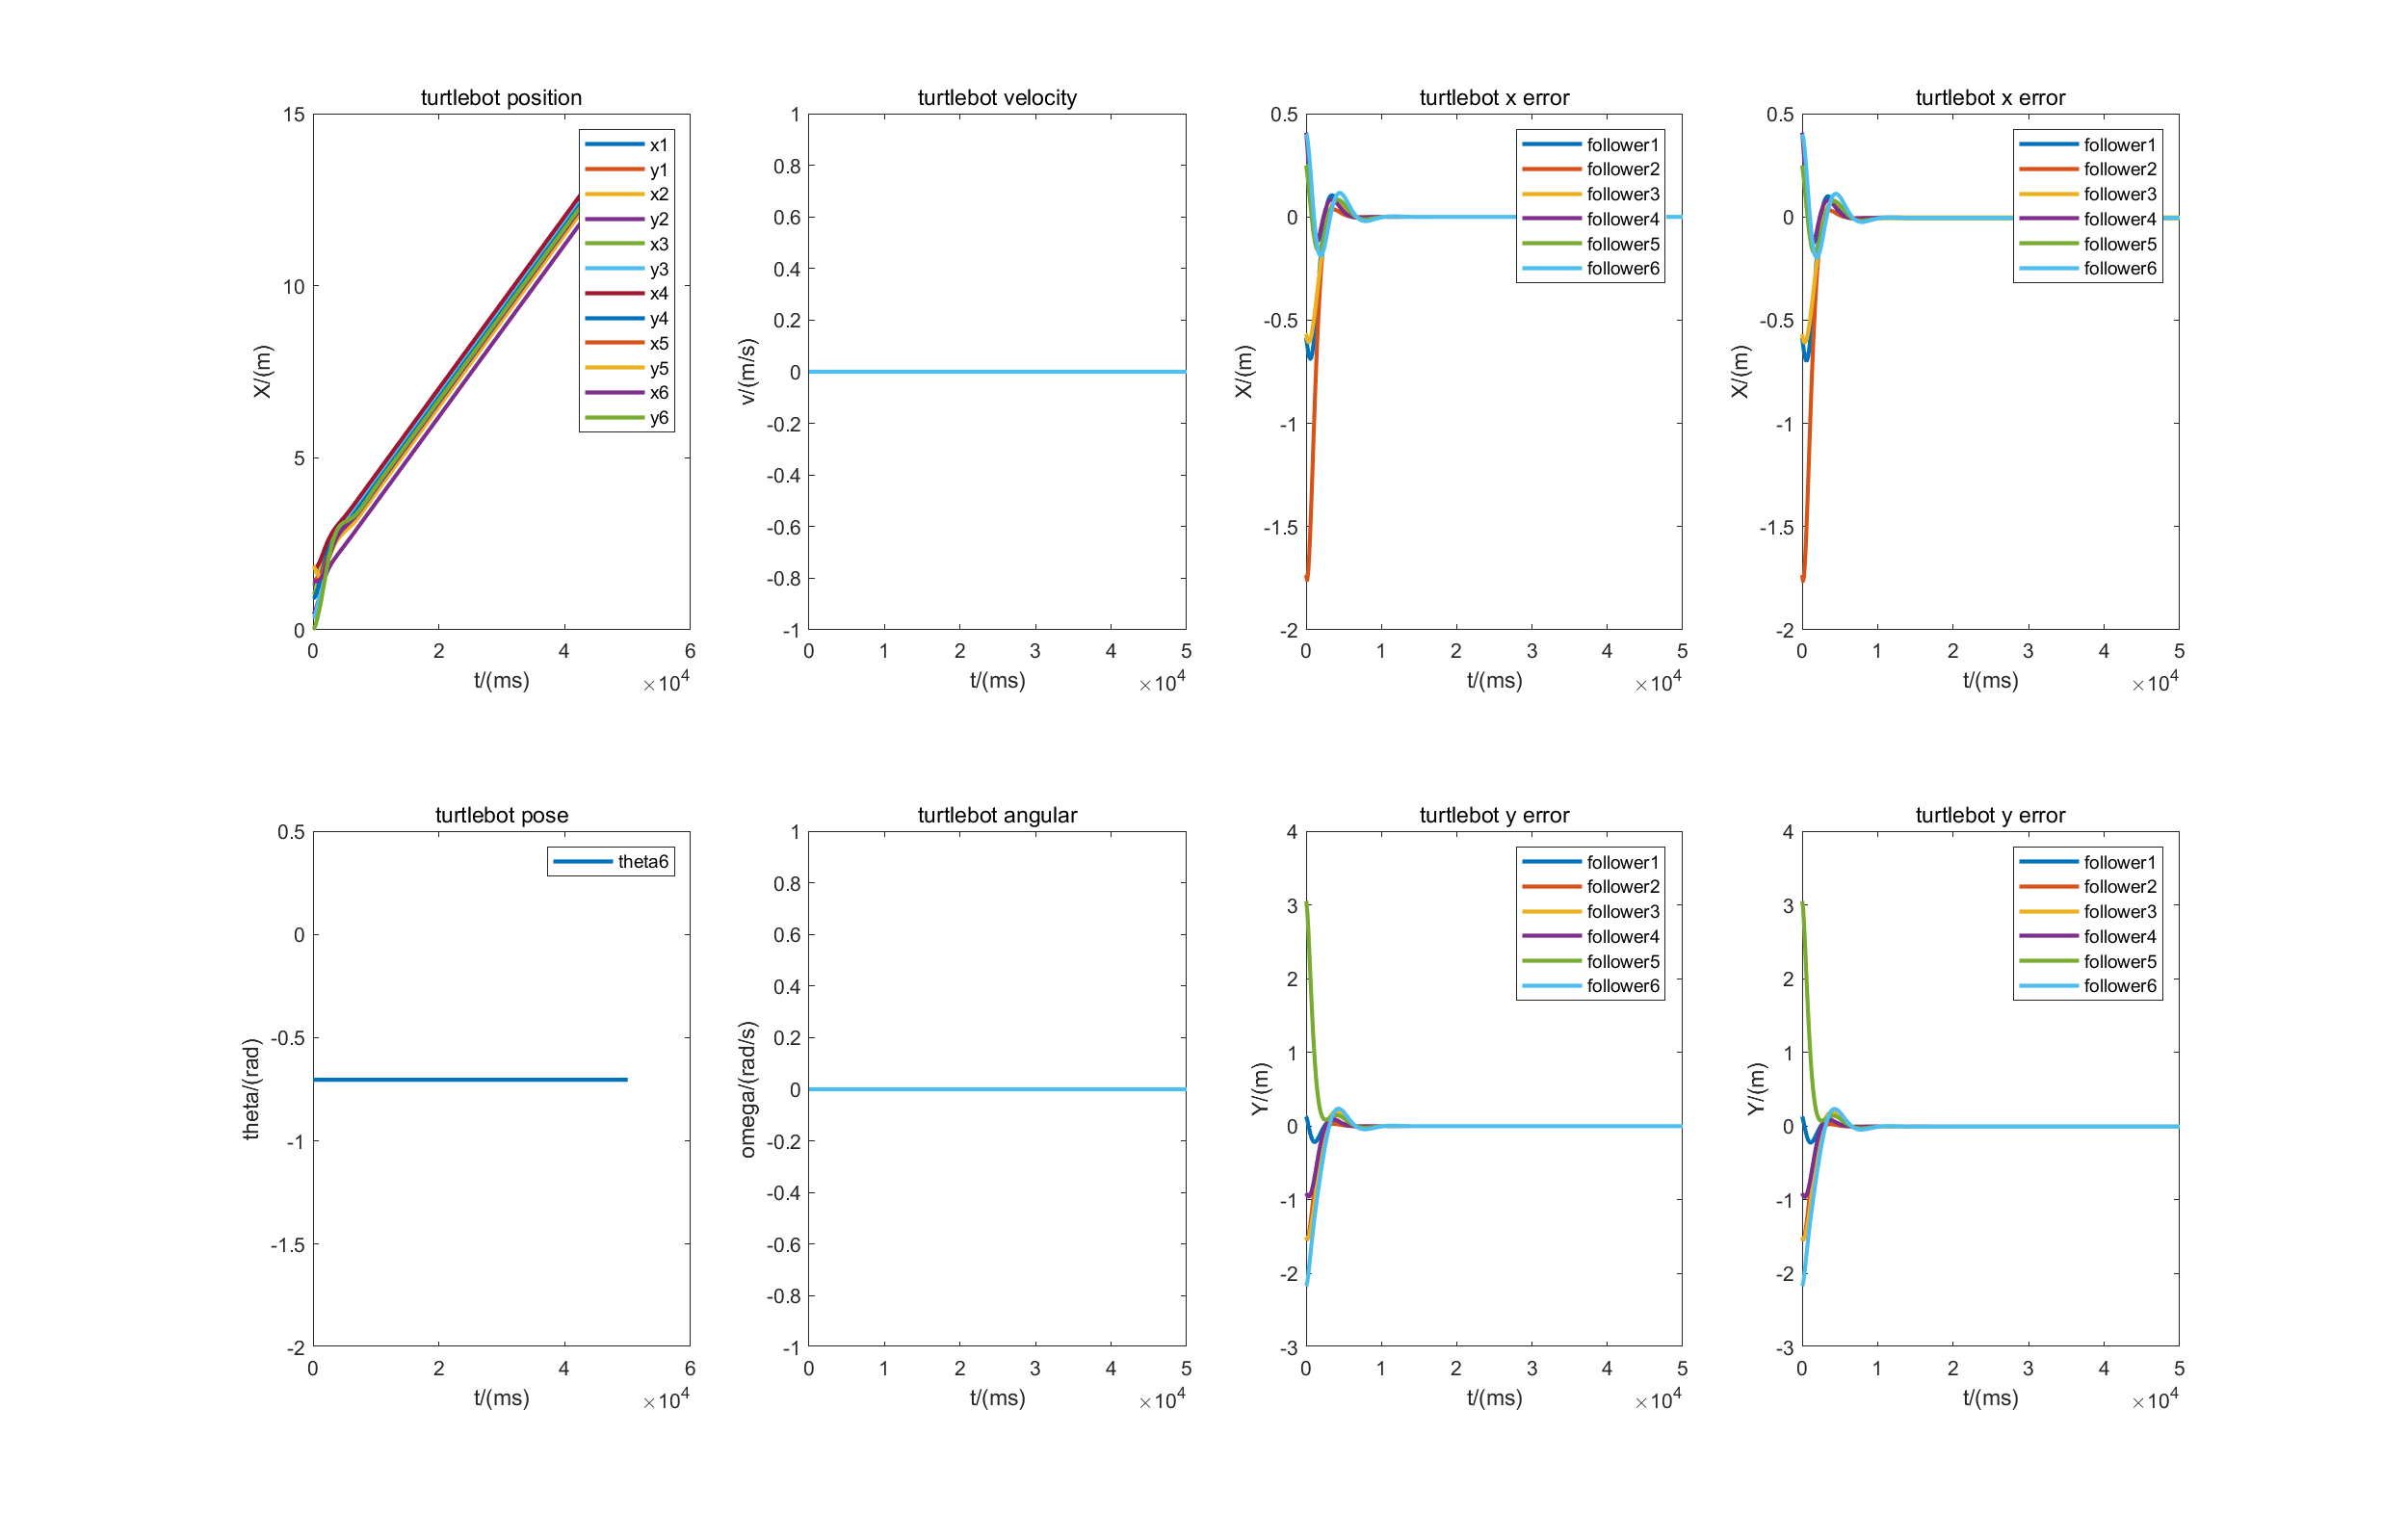 turtlebot position
15
10
5
0
X/(m)
0
2
4
6
t/(ms)
×10^4
x1
y1
x2
y2
x3
y3
x4
y4
x5
y5
x6
y6
turtlebot velocity
1
0.8
0.6
0.4
0.2
0
-0.2
-0.4
-0.6
-0.8
-1
v/(m/s)
0
1
2
3
4
5
t/(ms)
×10^4
turtlebot x error
0.5
0
-0.5
-1
-1.5
-2
X/(m)
0
1
2
3
4
5
t/(ms)
×10^4
follower1
follower2
follower3
follower4
follower5
follower6
turtlebot x error
0.5
0
-0.5
-1
-1.5
-2
X/(m)
0
1
2
3
4
5
t/(ms)
×10^4
follower1
follower2
follower3
follower4
follower5
follower6
turtlebot pose
0.5
0
-0.5
-1
-1.5
-2
theta/(rad)
0
2
4
6
t/(ms)
×10^4
theta6
turtlebot angular
1
0.8
0.6
0.4
0.2
0
-0.2
-0.4
-0.6
-0.8
-1
omega/(rad/s)
0
1
2
3
4
5
t/(ms)
×10^4
turtlebot y error
4
3
2
1
0
-1
-2
-3
Y/(m)
0
1
2
3
4
5
t/(ms)
×10^4
follower1
follower2
follower3
follower4
follower5
follower6
turtlebot y error
4
3
2
1
0
-1
-2
-3
Y/(m)
0
1
2
3
4
5
t/(ms)
×10^4
follower1
follower2
follower3
follower4
follower5
follower6